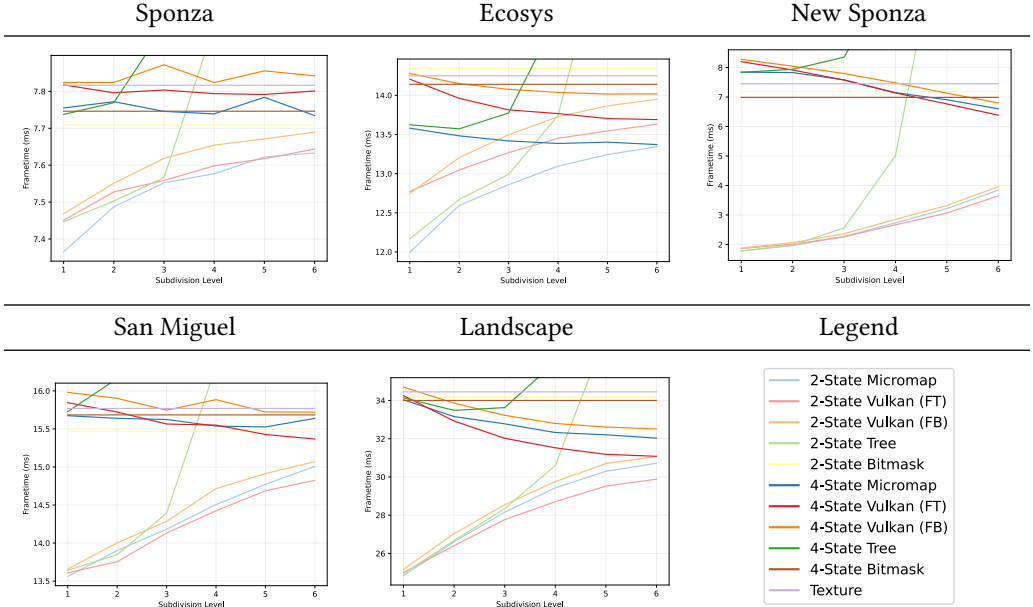 Sponza Ecosys New Sponza
7.8
7.7
7.6
7.5
7.4
Frametime (ms)
1 2 3 4 5 6
Subdivision Level
14.0
13.5
13.0
12.5
12.0
Frametime (ms)
1 2 3 4 5 6
Subdivision Level
8
7
6
5
4
3
2
Frametime (ms)
1 2 3 4 5 6
Subdivision Level
San Miguel Landscape Legend
16.0
15.5
15.0
14.5
14.0
13.5
Frametime (ms)
1 2 3 4 5 6
Subdivision Level
34
32
30
28
26
Frametime (ms)
1 2 3 4 5 6
Subdivision Level
2-State Micromap
2-State Vulkan (FT)
2-State Vulkan (FB)
2-State Tree
2-State Bitmask
4-State Micromap
4-State Vulkan (FT)
4-State Vulkan (FB)
4-State Tree
4-State Bitmask
Texture